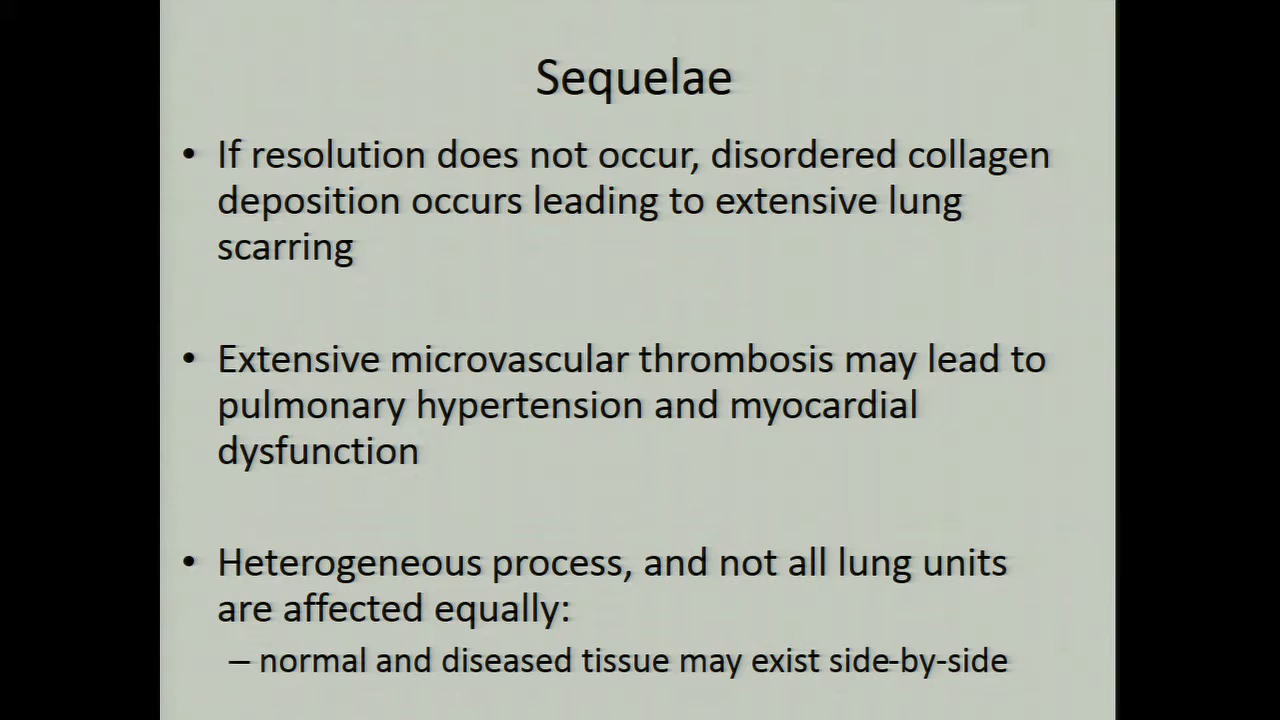 Sequelae
• If resolution does not occur, disordered collagen
deposition occurs leading to extensive lung
scarring
• Extensive microvascular thrombosis may lead to
pulmonary hypertension and myocardial
dysfunction
• Heterogeneous process, and not all lung units
are affected equally:
– normal and diseased tissue may exist side-by-side